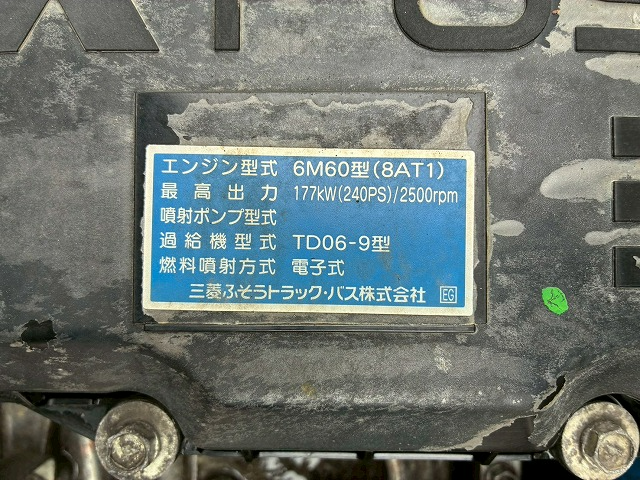 エンジン型式 6M60型(8AT1)
最高出力 177kW(240PS)/2500rpm
噴射ポンプ型式
過給機型式 TD06-9型
燃料噴射方式 電子式
三菱ふそうトラック・バス株式会社 EG